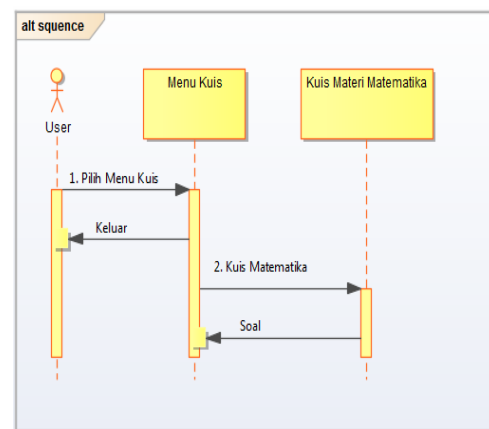 alt squence
Menu Kuis
Kuis Materi Matematika
User
1. Pilih Menu Kuis
Keluar
2. Kuis Matematika
Soal